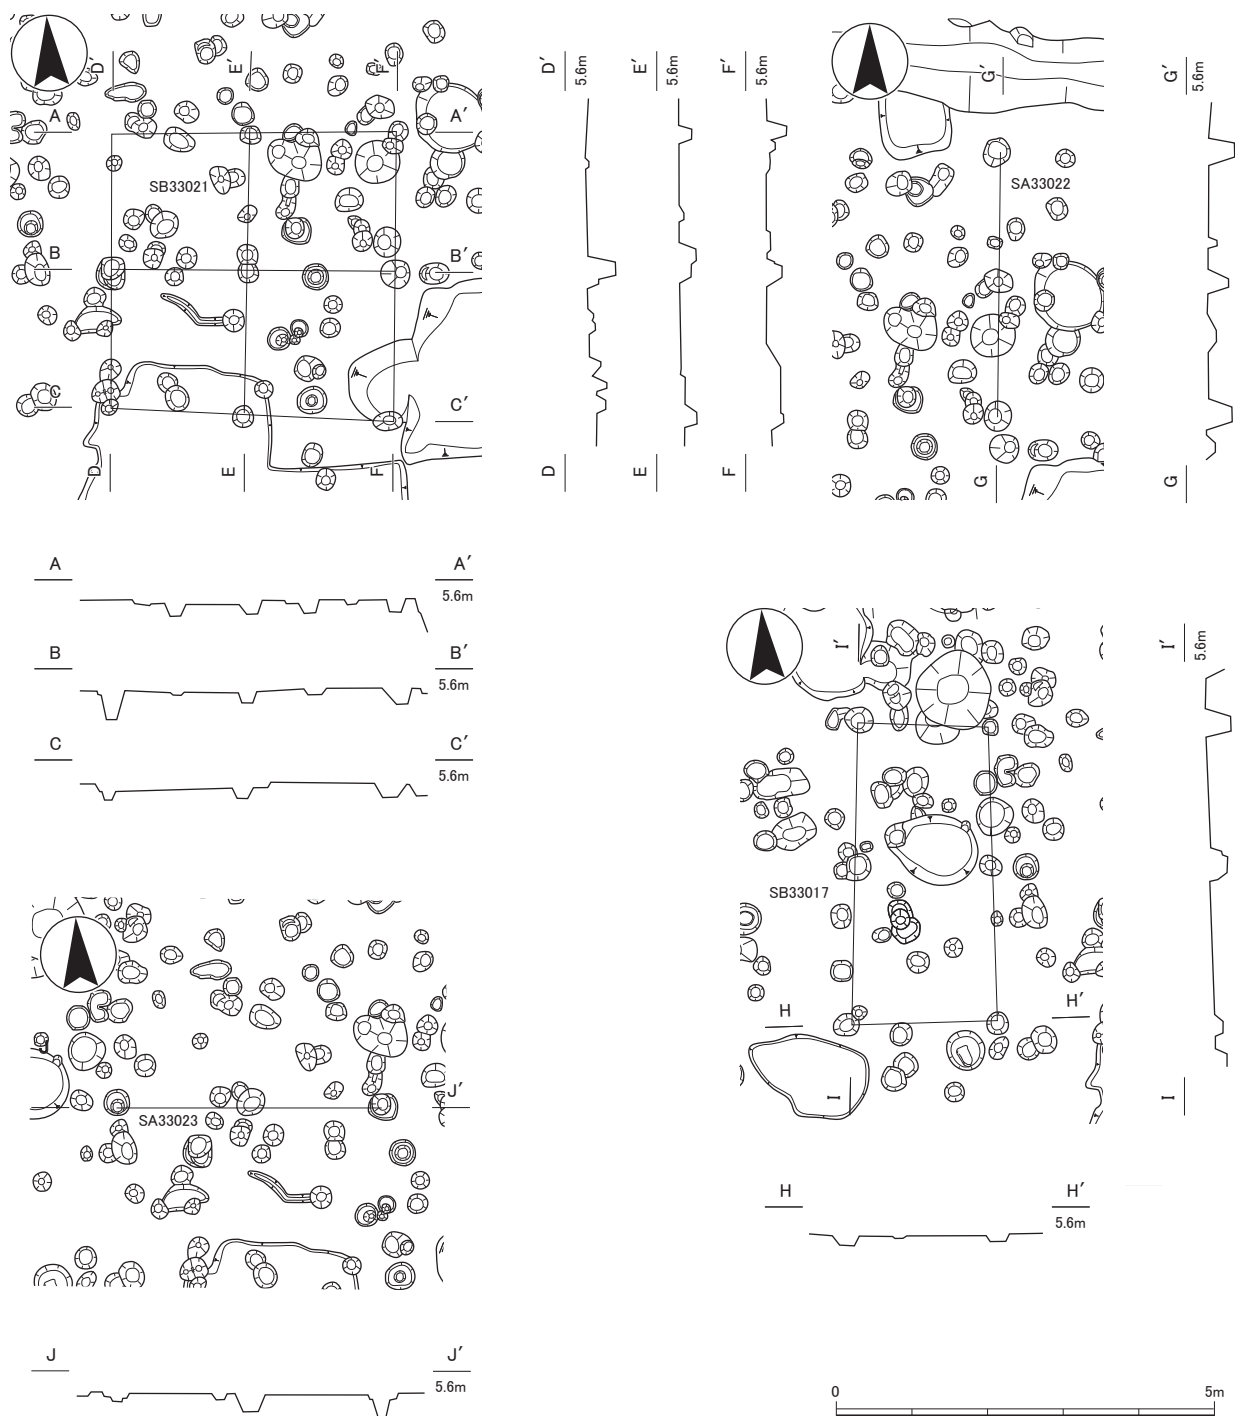 D′
E′
F′
A
A′
SB33021
B
B′
C
C′
D
E
F
D′
5.6m
E′
5.6m
F′
5.6m
D
E
F
G′
SA33022
G
G′
5.6m
G
A
A′
5.6m
B
B′
5.6m
C
C′
5.6m
I′
SB33017
H
H′
I
I′
5.6m
I
H
H′
5.6m
J
J′
SA33023
J
J′
5.6m
0
5m